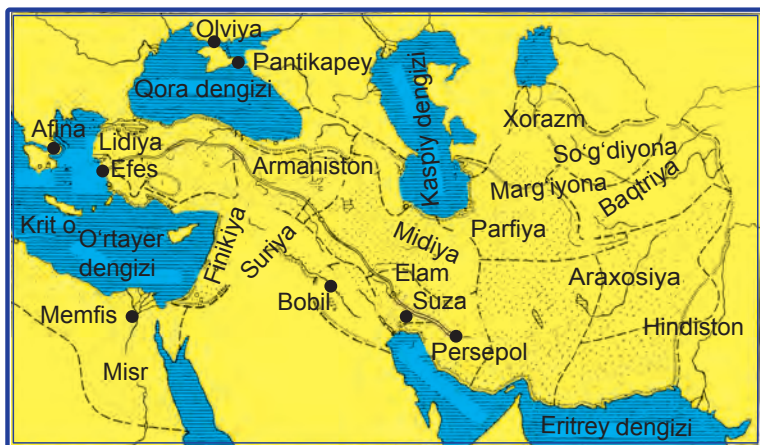 Olviya
Pantikapey
Qora dengizi
Kaspiy dengizi
Xorazm
Afina
Lidiya
Efes
Armaniston
So‘g‘diyona
Marg‘iyona
Baqtriya
Krit o.
O‘rtayer
dengizi
Finikiya
Suriya
Midiya
Parfiya
Elam
Araxosiya
Bobil
Suza
Memfis
Hindiston
Persepol
Misr
Eritrey dengizi